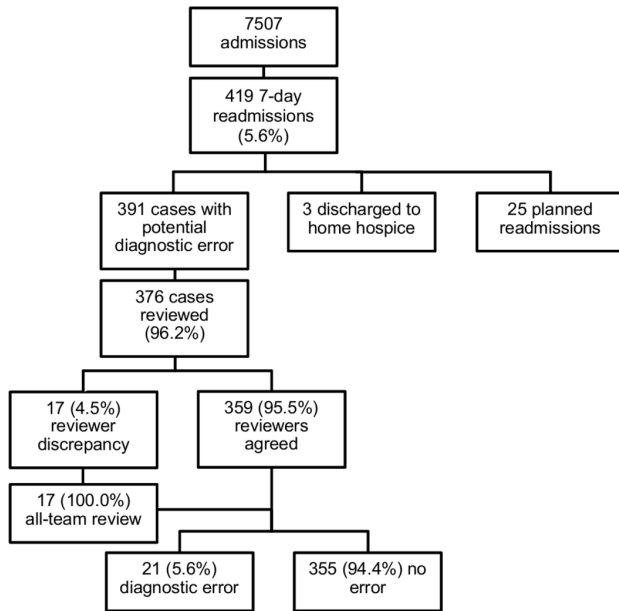 7507
admissions
419 7-day
readmissions
(5.6%)
391 cases with
potential
diagnostic error
3 discharged to
home hospice
25 planned
readmissions
376 cases
reviewed
(96.2%)
17 (4.5%)
reviewer
discrepancy
359 (95.5%)
reviewers
agreed
17 (100.0%)
all-team review
21 (5.6%)
diagnostic error
355 (94.4%) no
error